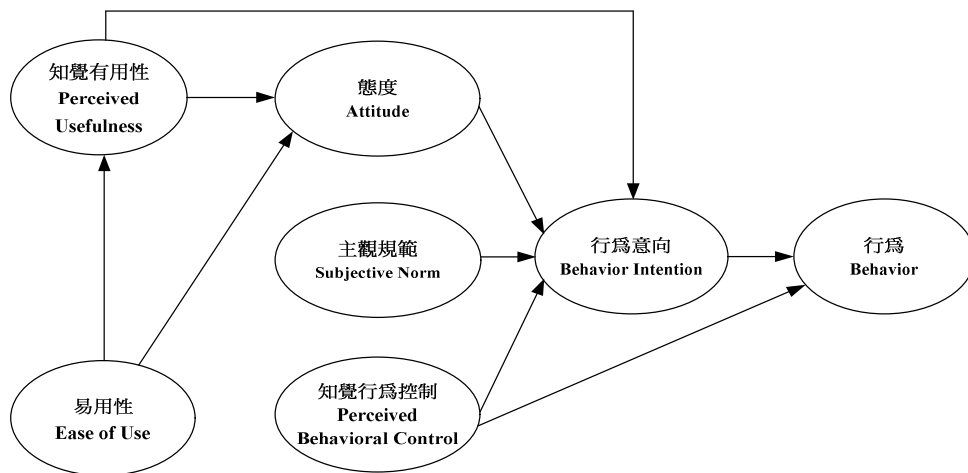 知覺有用性
Perceived
Usefulness
態度
Attitude
主觀規範
Subjective Norm
行爲意向
Behavior Intention
行爲
Behavior
易用性
Ease of Use
知覺行爲控制
Perceived
Behavioral Control